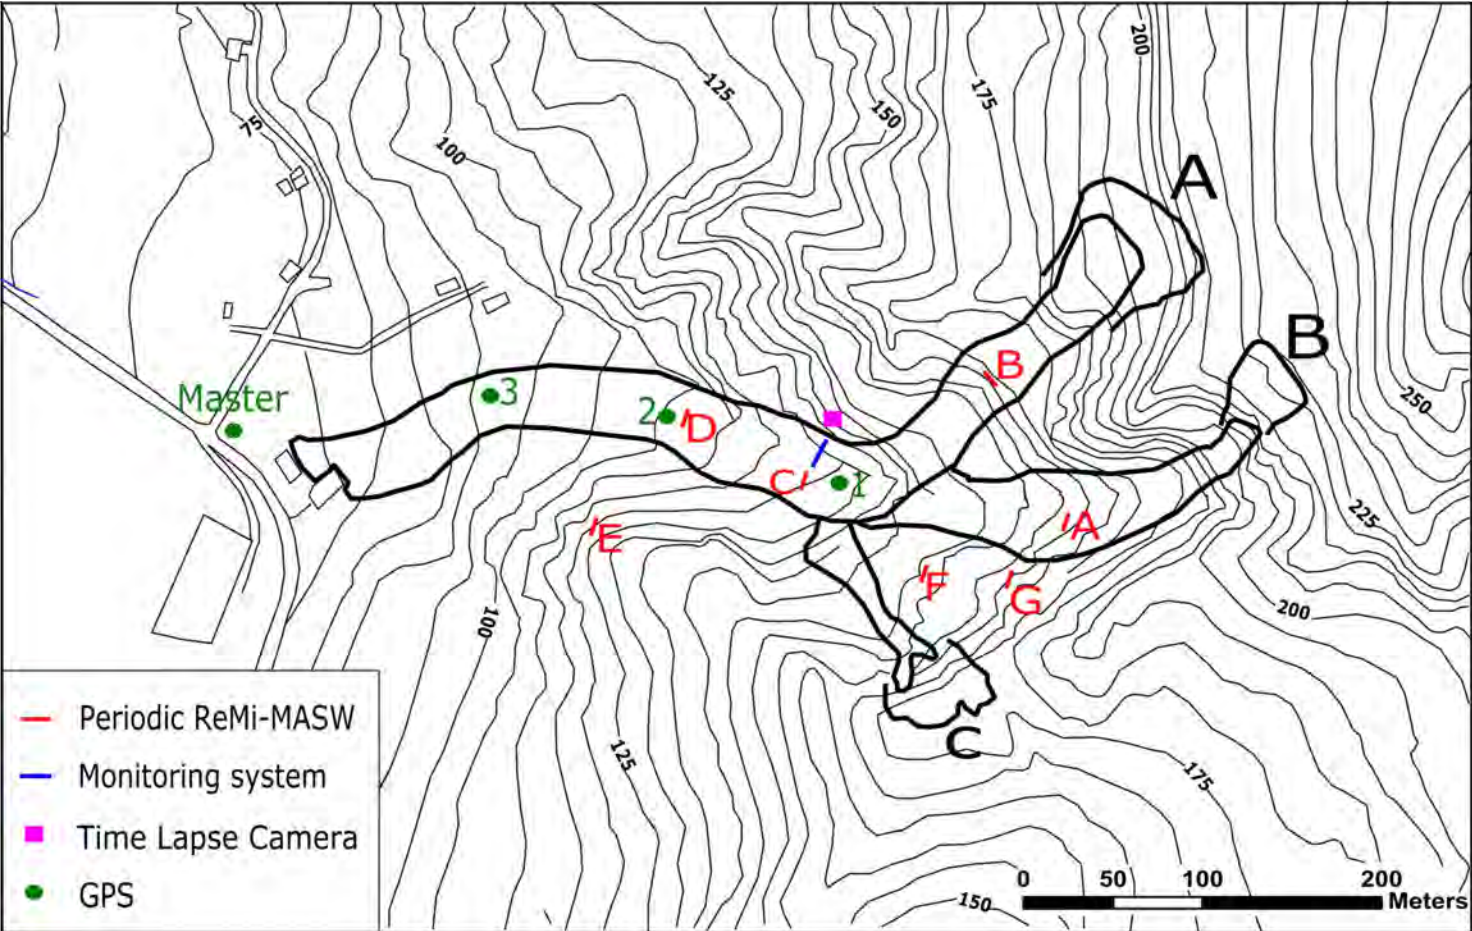 200
125
175
150
75
100
A
B
B
250
Master
3
2
D
C
1
A
225
E
F
G
200
100
C
125
175
Periodic ReMi-MASW
Monitoring system
Time Lapse Camera
GPS
0 50 100 200
Meters
150